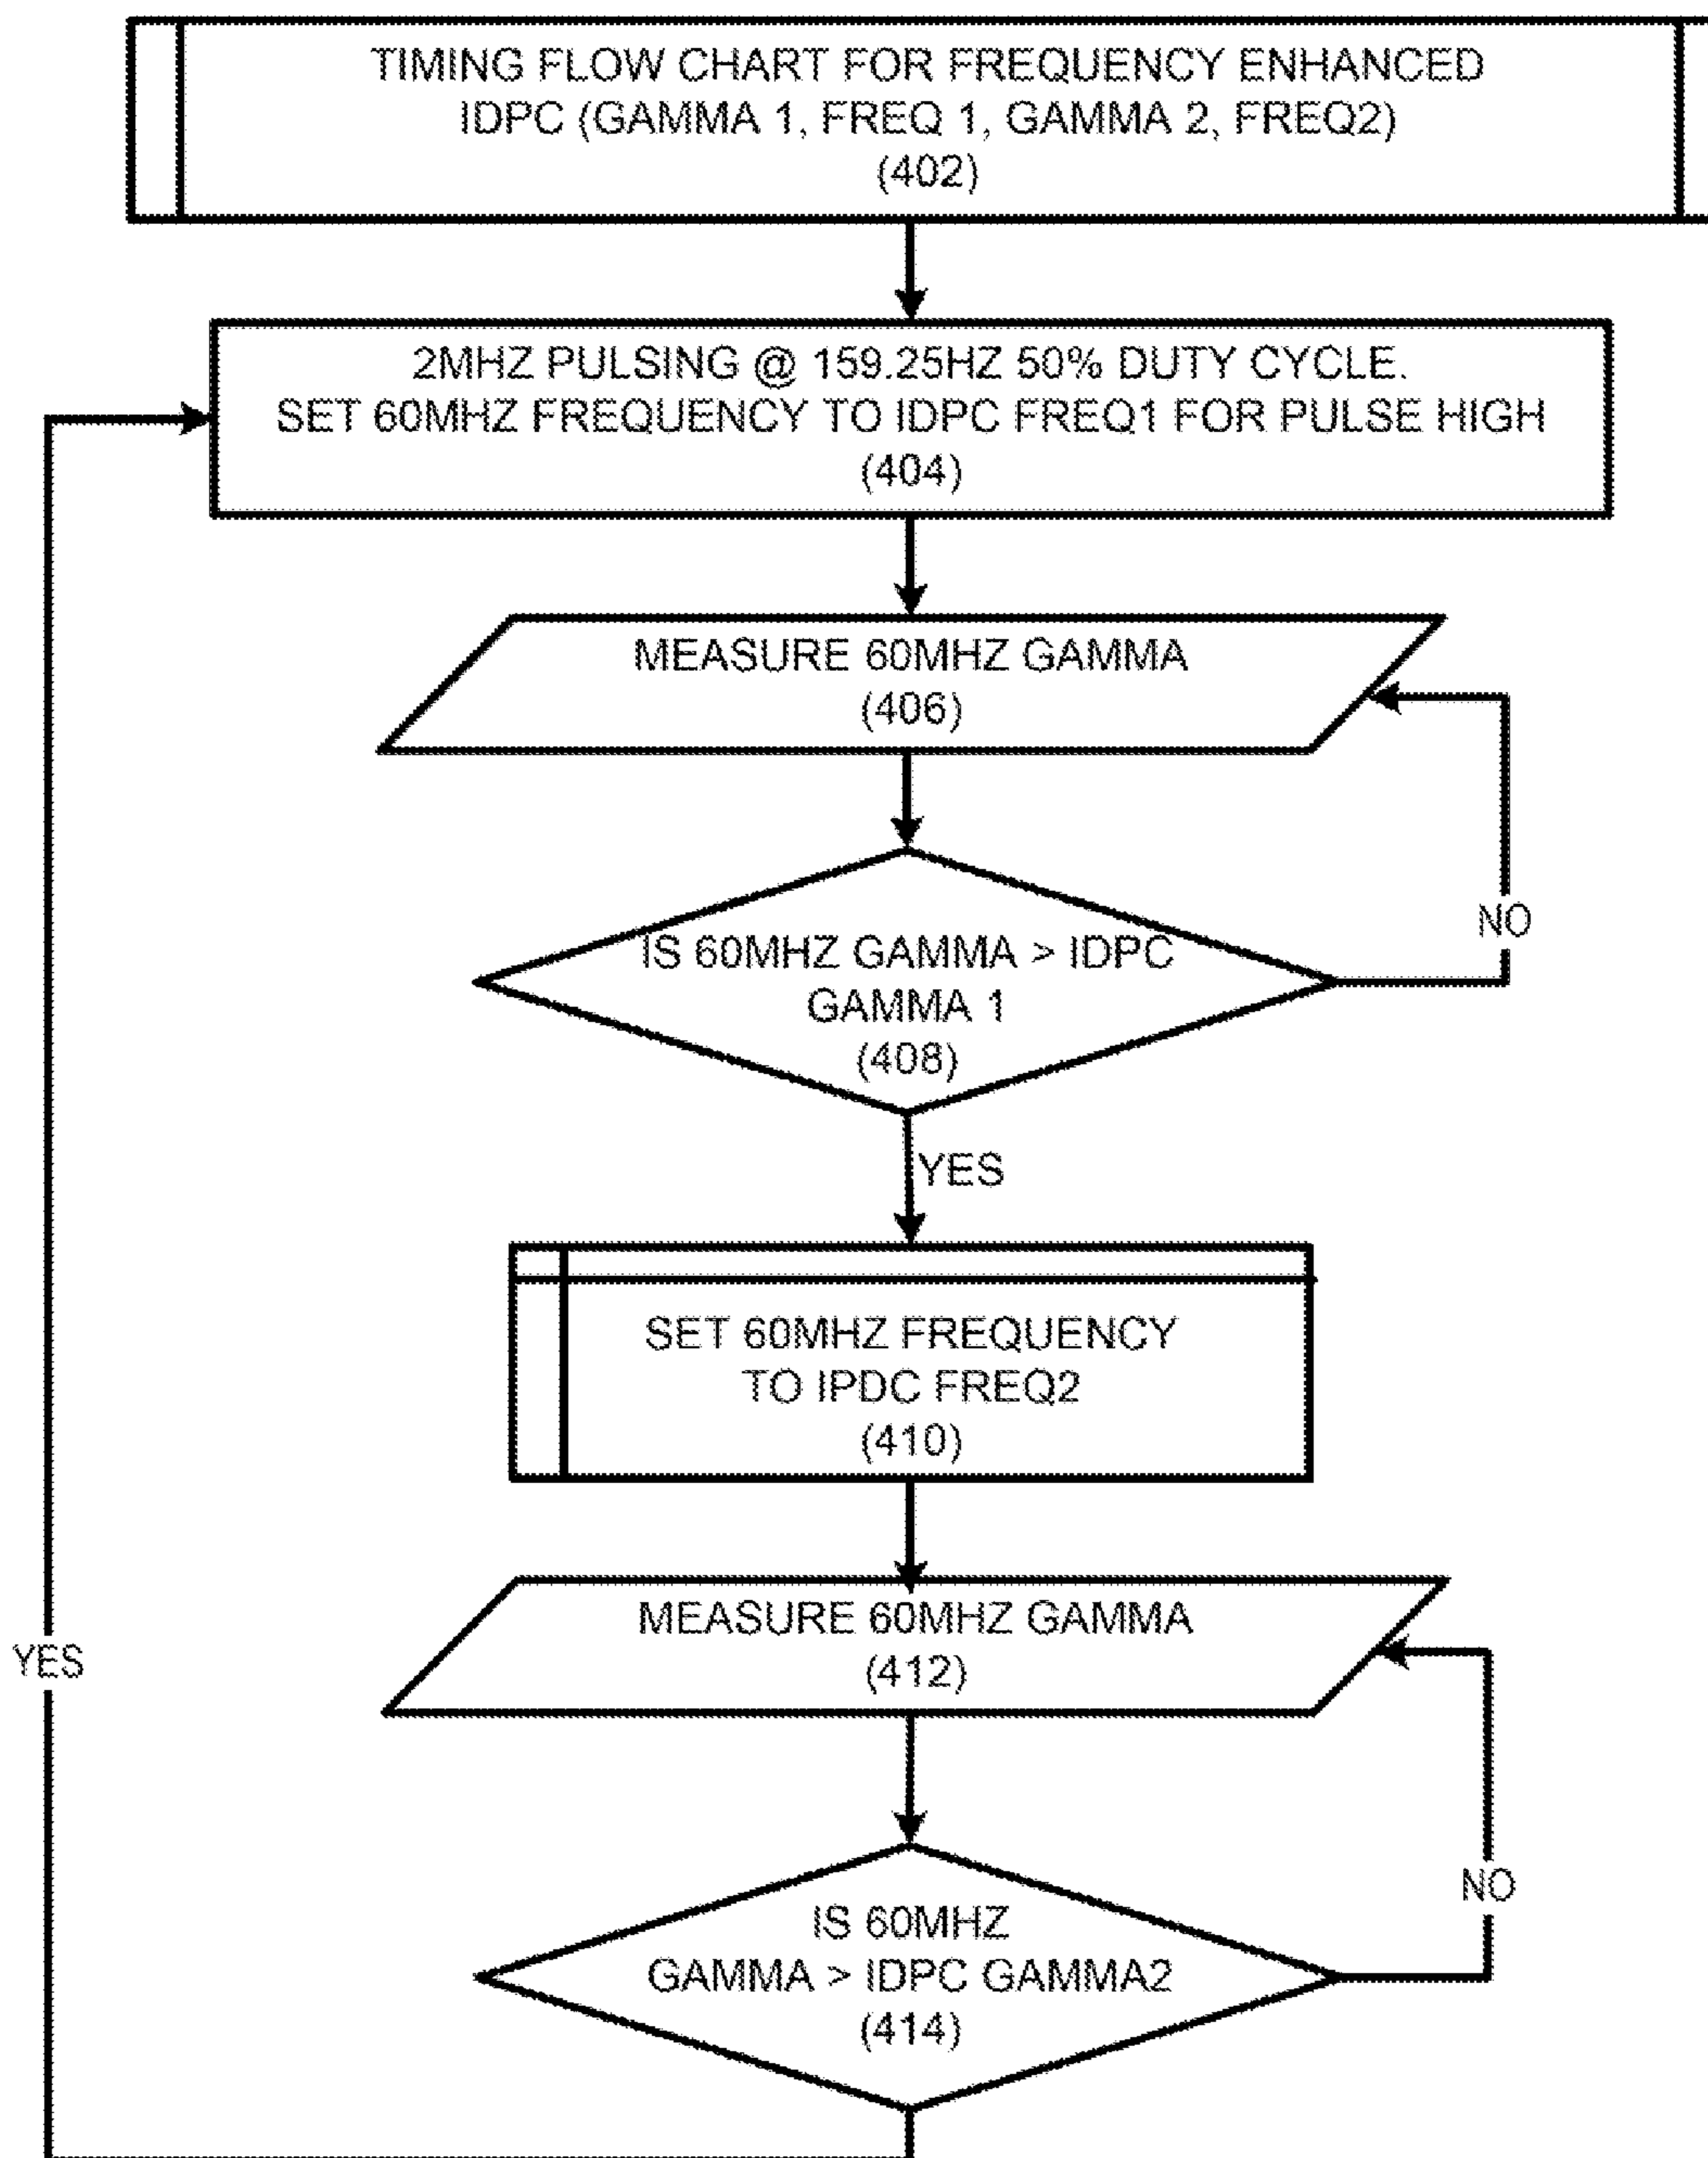 TIMING FLOW CHART FOR FREQUENCY ENHANCED
IDPC (GAMMA 1, FREQ 1, GAMMA 2, FREQ2)
(402)
2MHZ PULSING @ 159.25HZ 50% DUTY CYCLE.
SET 60MHZ FREQUENCY TO IDPC FREQ1 FOR PULSE HIGH
(404)
MEASURE 60MHZ GAMMA
(406)
NO
IS 60MHZ GAMMA > IDPC
GAMMA 1
(408)
YES
SET 60MHZ FREQUENCY
TO IPDC FREQ2
(410)
MEASURE 60MHZ GAMMA
(412)
YES
NO
IS 60MHZ
GAMMA > IDPC GAMMA2
(414)